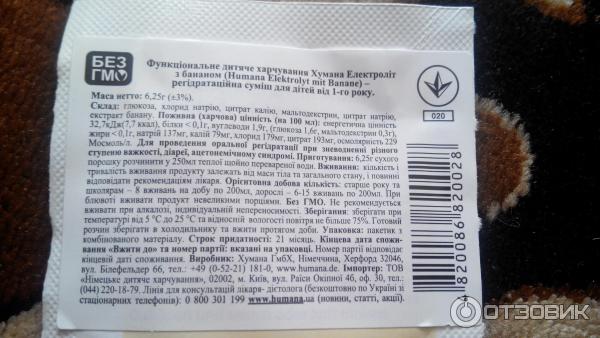 БЕЗ
ГМО
Функціональне дитяче харчування Хумана Електроліт
з бананом (Humana Elektrolyt mit Banane) –
регідратаційна суміш для дітей від 1-го року.
Маса нетто: 6,25г (±3%).
Склад: глюкоза, хлорид натрію, цитрат калію, мальтодекстрин, цитрат натрію,
екстракт банану. Поживна (харчова) цінність (на 100 мл): енергетична цінність
32,7кДж(7,7 ккал), білки < 0,1г, вуглеводи 1,9г, (глюкоза 1,6г, мальтодекстрини 0,3г),
жири < 0,1г, натрій 137мг, калій 79мг, хлорид 179мг, цитрат 193мг, осмолярність 229
Мосмоль/л. Для проведення оральної регідратації при зневодненні різного
ступеню важкості, діареї, ацетонемічному синдромі. Приготування: 6,25г сухого
порошку розчинити у 250мл теплої щойно перевареної води. Вживання: кількість і
тривалість вживання продукту залежать від маси тіла та загального стану, і повинні
відповідати рекомендаціям лікаря. Орієнтовна добова кількість: старше року та
школярам – 8 вживань на добу по 200мл, дорослі – 6-15 вживань по 200мл. При
блювоті вживати продукт невеликими порціями. Без ГМО. Не рекомендується
вживати при алкалозі, індивідуальній непереносимості. Зберігання: зберігати при
температурі від 5 °C до 25 °C та відносній вологості повітря не більше 75%. Готовий
розчин зберігати в холодильнику та вжити протягом доби. Упаковка: пакетик з
комбінованого матеріалу. Строк придатності: 21 місяць. Кінцева дата спожи-
вання «Вжити до» та номер партії: вказані на упаковці. Номер партії відповідає
кінцевій даті споживання. Виробник: Хумана ГмбХ, Німеччина, Херфорд 32046,
вул. Білефельдер 66, тел.: +49 (0-52-21) 181-0, www.humana.de. Імпортер: ТОВ
«Німецьке дитяче харчування», 02002, м. Київ, вул. Раїси Окіпної 4б, оф. 30, тел.:
(044) 220-18-79. Лінія для консультацій лікаря- дієтолога (безкоштовно по Україні зі
стаціонарних телефонів): 0 800 301 199 www.humana.ua (новини, статті, акції).
020
4820086820028
ОТЗОВИК